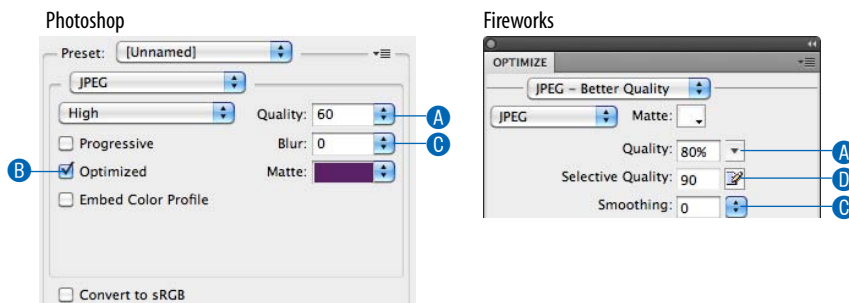 Photoshop
Preset: [Unnamed]
JPEG
High
Quality: 60
A
Progressive
Blur: 0
C
B
Optimized
Matte:
Embed Color Profile
Convert to sRGB
Fireworks
OPTIMIZE
JPEG – Better Quality
JPEG
Matte:
Quality: 80%
A
Selective Quality: 90
D
Smoothing: 0
C